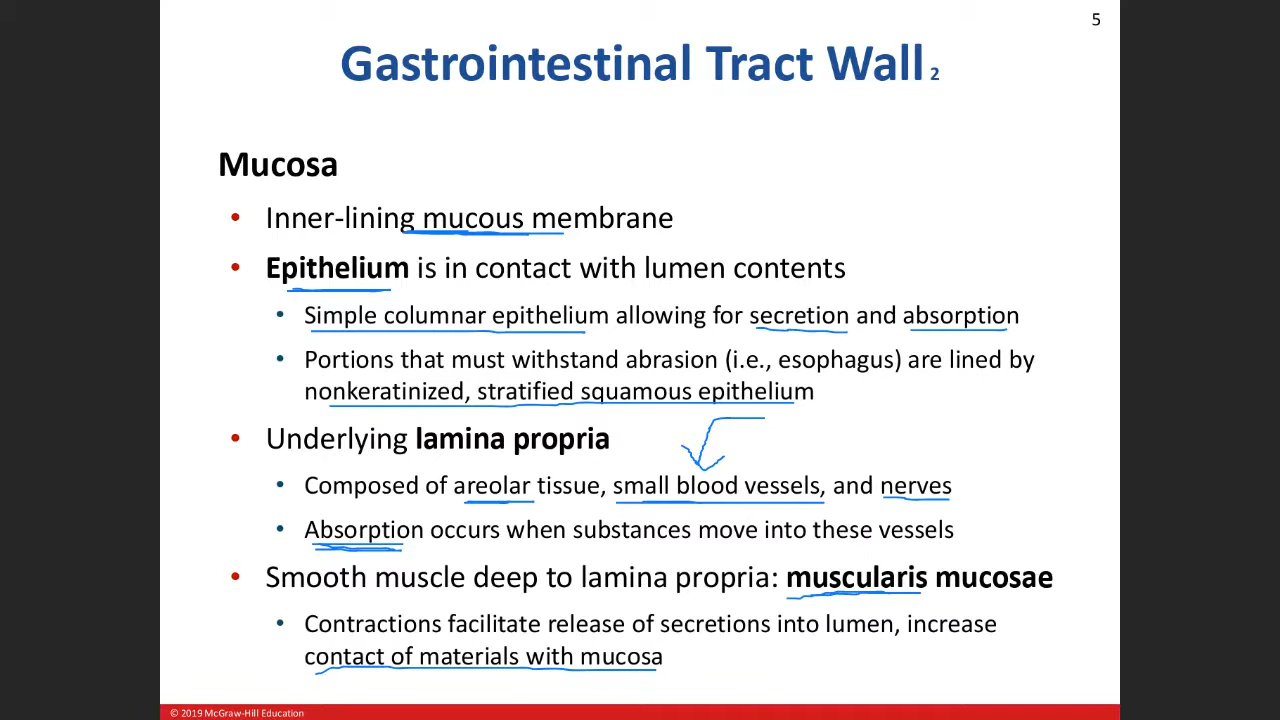 5
Gastrointestinal Tract Wall 2
Mucosa
• Inner-lining mucous membrane
• Epithelium is in contact with lumen contents
• Simple columnar epithelium allowing for secretion and absorption
• Portions that must withstand abrasion (i.e., esophagus) are lined by
nonkeratinized, stratified squamous epithelium
• Underlying lamina propria
• Composed of areolar tissue, small blood vessels, and nerves
• Absorption occurs when substances move into these vessels
• Smooth muscle deep to lamina propria: muscularis mucosae
• Contractions facilitate release of secretions into lumen, increase
contact of materials with mucosa
© 2019 McGraw-Hill Education